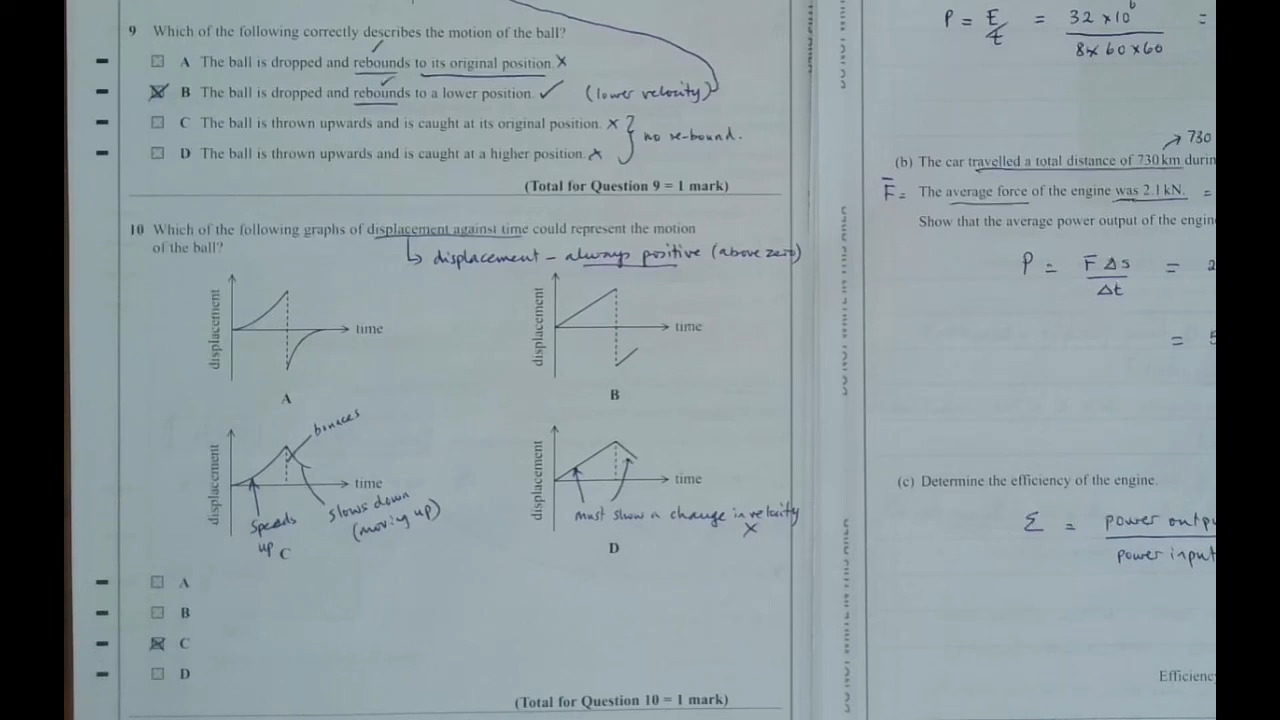 9 Which of the following correctly describes the motion of the ball?
A The ball is dropped and rebounds to its original position. ×
B The ball is dropped and rebounds to a lower position. ✓ (lower velocity)
C The ball is thrown upwards and is caught at its original position. ×
no re-bound.
D The ball is thrown upwards and is caught at a higher position. ×
(Total for Question 9 = 1 mark)
10 Which of the following graphs of displacement against time could represent the motion
of the ball?
displacement – always positive (above zero)
displacement
time
A
displacement
time
B
displacement
time
bounces
speeds
up
slows down
(moving up)
C
displacement
time
must show a change in velocity
×
D
A
B
C
D
(Total for Question 10 = 1 mark)
P = E/t = 32 ×10⁶ / 8×60×60 =
730
(b) The car travelled a total distance of 730 km
F̄ = The average force of the engine was 2.1 kN. =
Show that the average power output of the
P = F Δs / Δt = 2
= 5
(c) Determine the efficiency of the engine.
Σ = power / power input